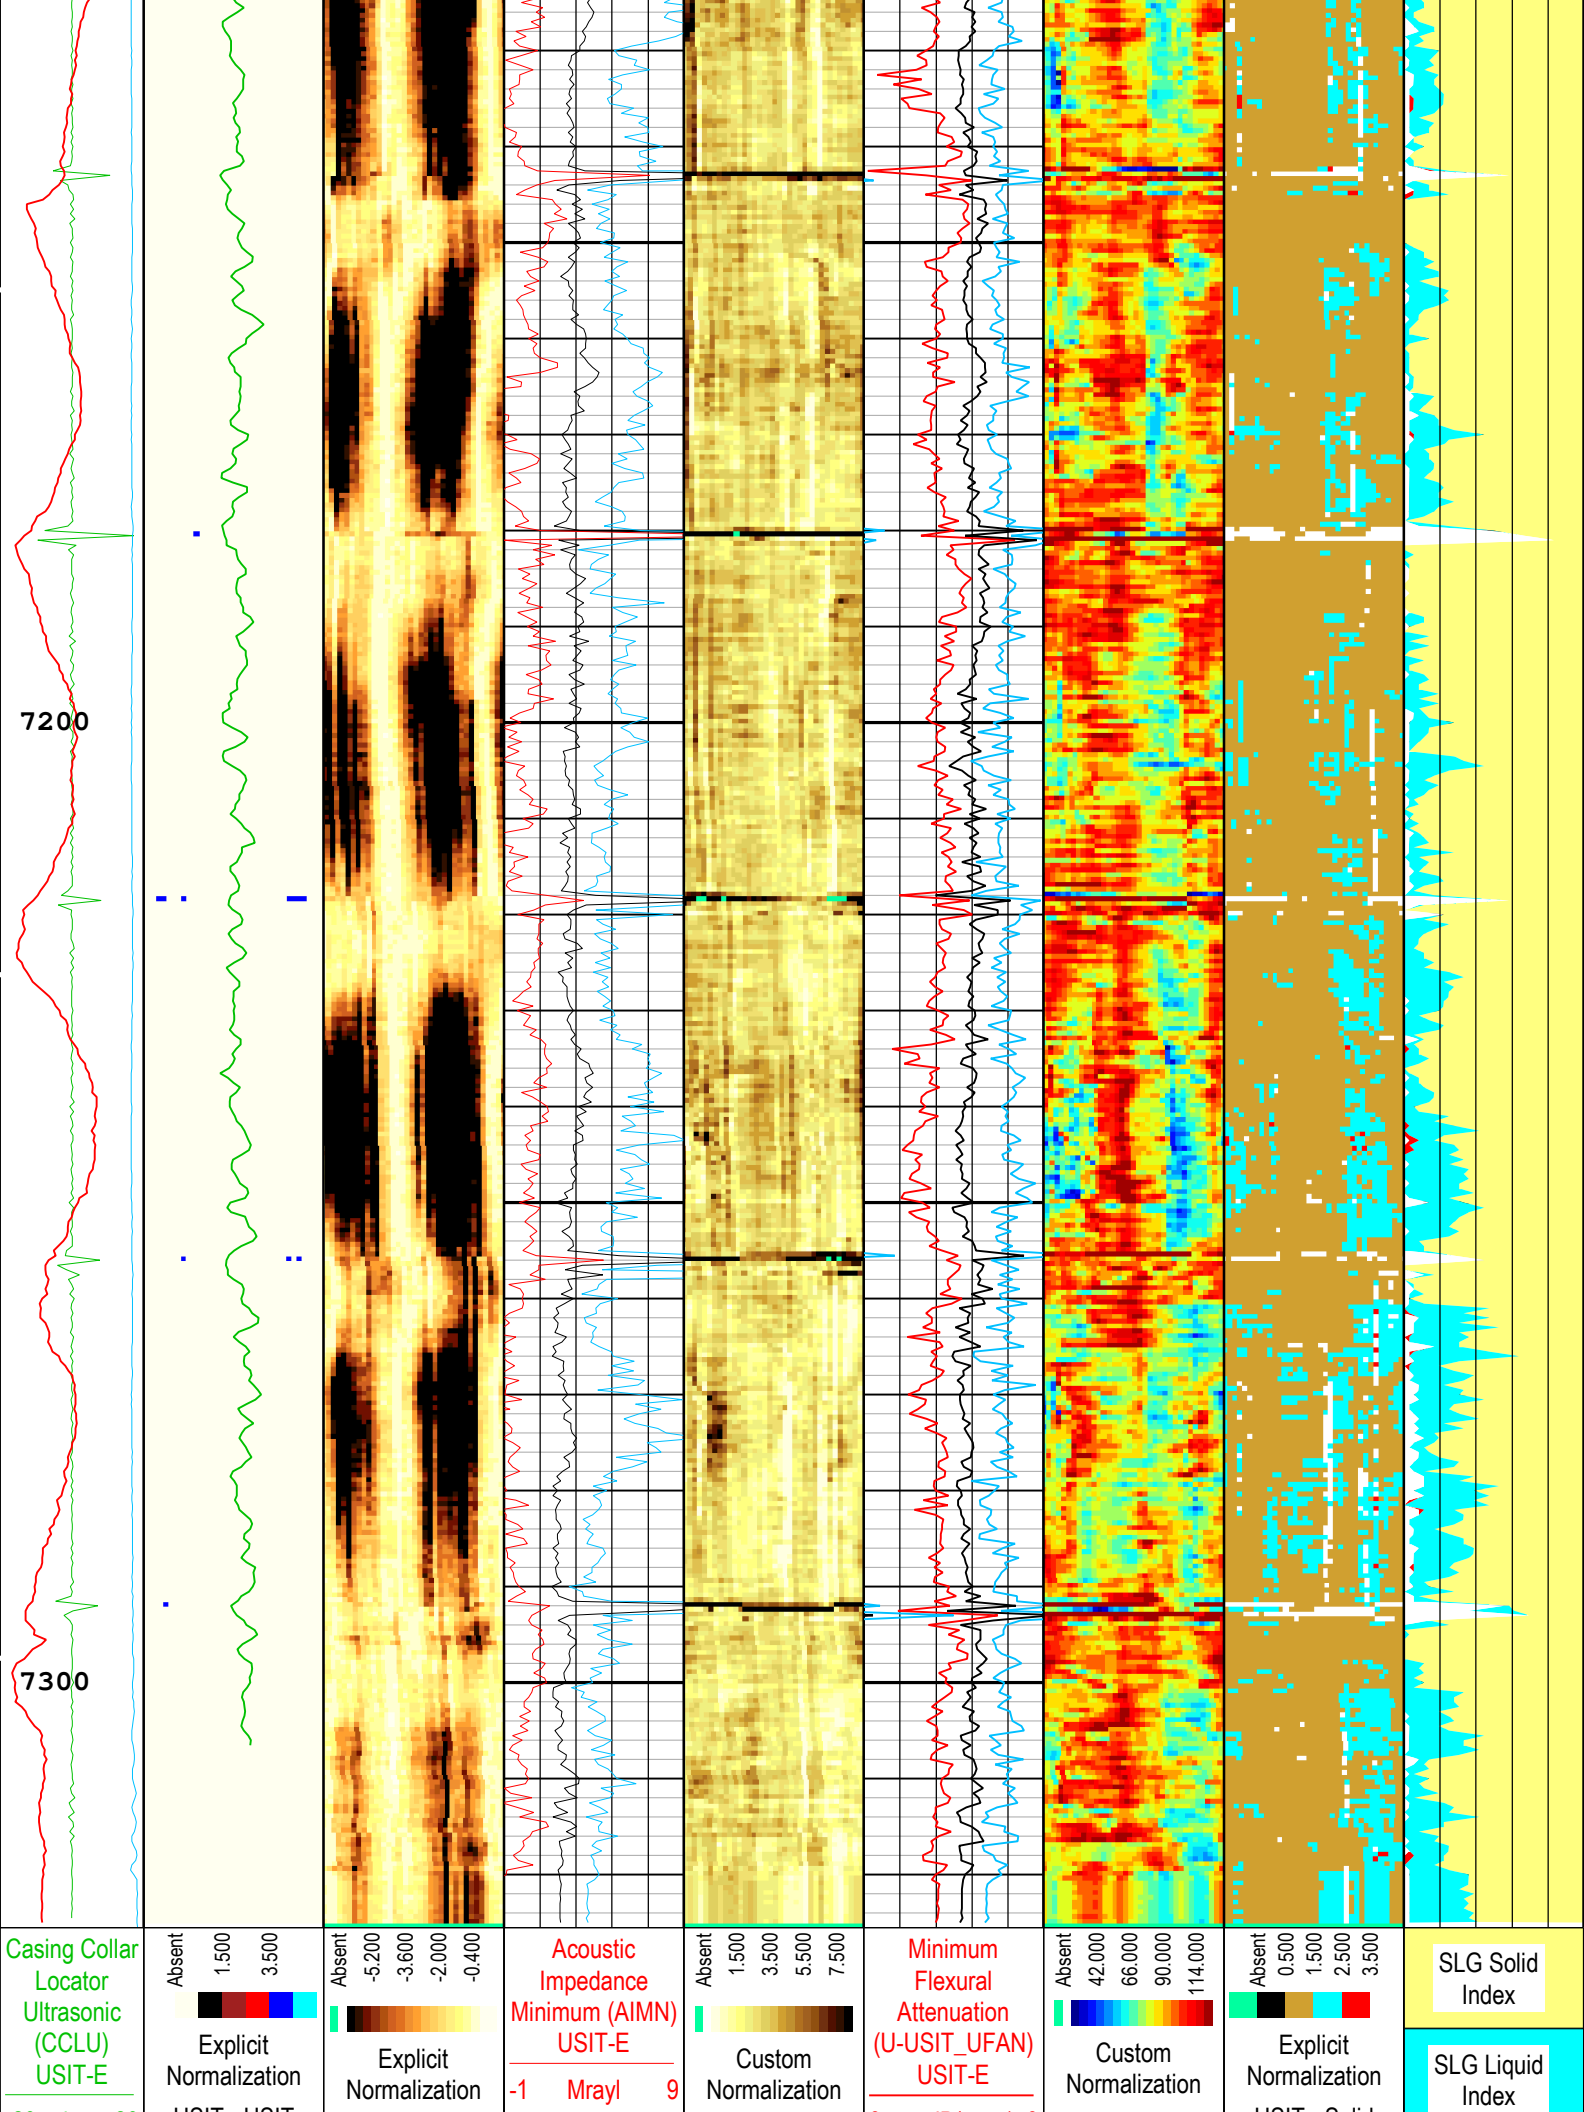 7200
7300
Casing Collar
Locator
Ultrasonic
(CCLU)
USIT-E
Absent
1.500
3.500
Explicit
Normalization
Absent
-5.200
-3.600
-2.000
-0.400
Explicit
Normalization
Acoustic
Impedance
Minimum (AIMN)
USIT-E
-1 Mrayl 9
Absent
1.500
3.500
5.500
7.500
Custom
Normalization
Minimum
Flexural
Attenuation
(U-USIT_UFAN)
USIT-E
Absent
42.000
66.000
90.000
114.000
Custom
Normalization
Absent
0.500
1.500
2.500
3.500
Explicit
Normalization
SLG Solid
Index
SLG Liquid
Index